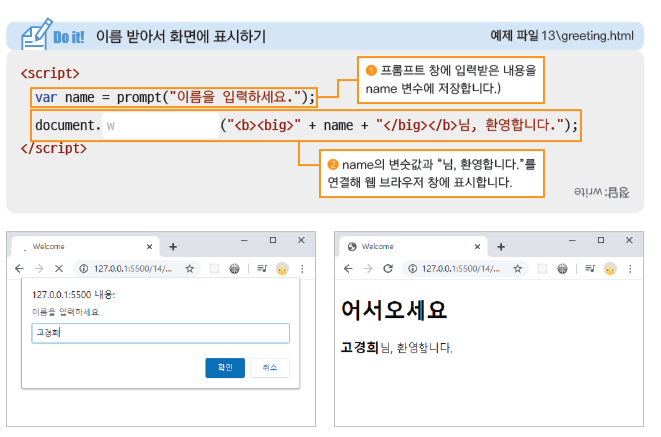 Do it! 이름 받아서 화면에 표시하기 예제 파일 13\greeting.html
<script>
var name = prompt("이름을 입력하세요.");
❶ 프롬프트 창에 입력받은 내용을
name 변수에 저장합니다.)
document.w ("<b><big>" + name + "</big></b>님, 환영합니다.");
</script>
❷ name의 변숫값과 “님, 환영합니다.”를
연결해 웹 브라우저 창에 표시합니다.
정답: write
Welcome
127.0.0.1:5500/14/...
127.0.0.1:5500 내용:
이름을 입력하세요.
고경희
확인 취소
Welcome
127.0.0.1:5500/14/...
어서오세요
고경희님, 환영합니다.